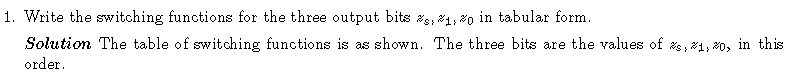 1. Write the switching functions for the three output bits z_s, z_1, z_0 in tabular form.
Solution The table of switching functions is as shown. The three bits are the values of z_s, z_1, z_0, in this
order.